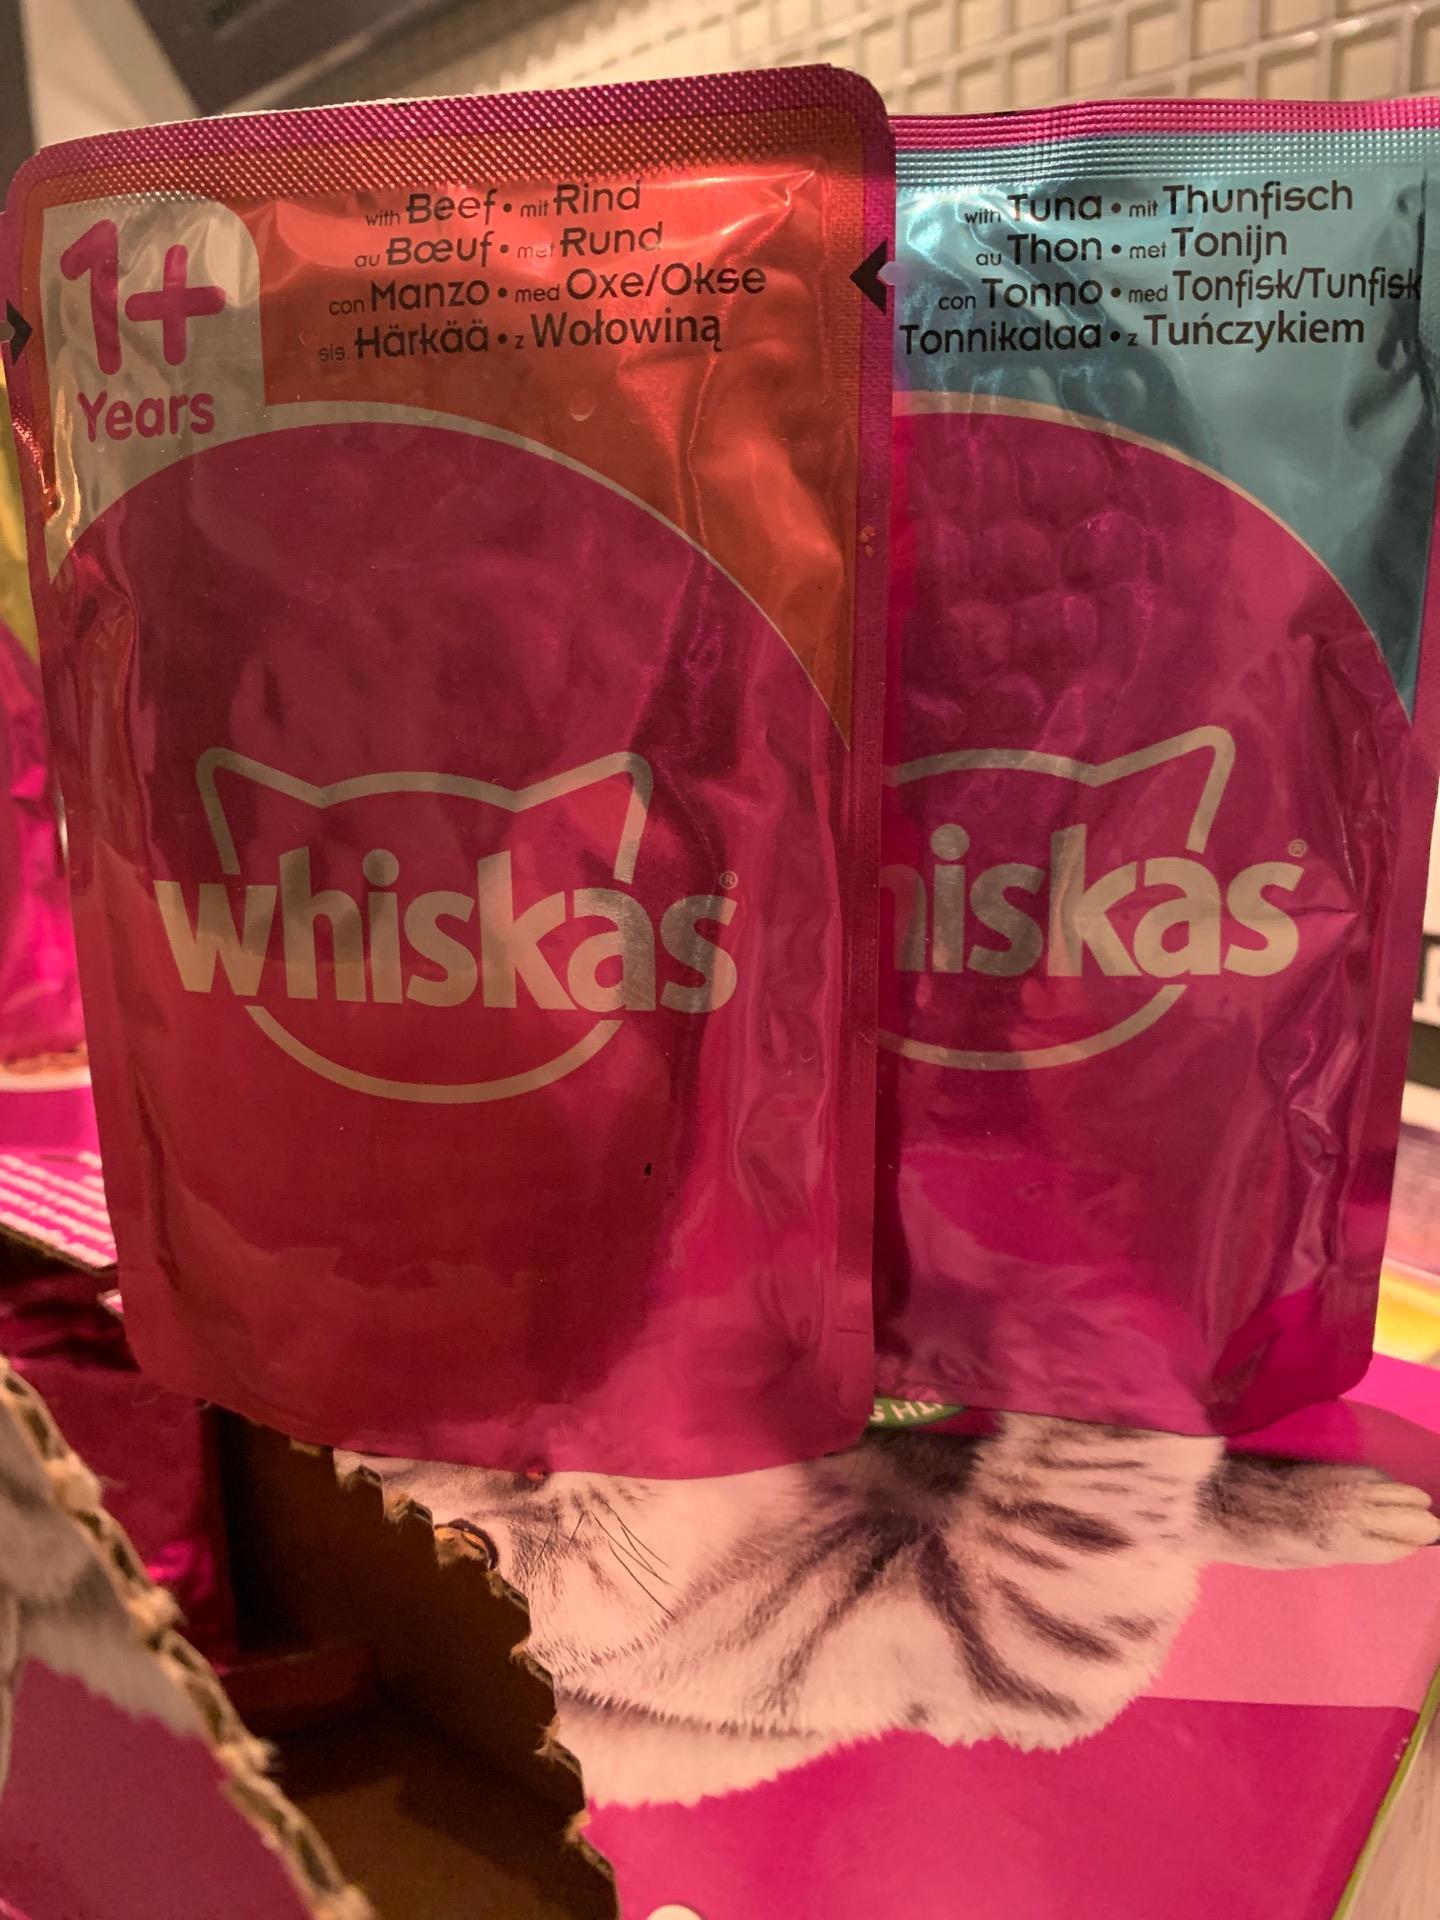 1+
Years
with Beef • mit Rind
au Bœuf • met Rund
con Manzo • med Oxe/Okse
sis. Härkää • z Wołowiną
whiskas®
with Tuna • mit Thunfisch
au Thon • met Tonijn
con Tonno • med Tonfisk/Tunfisk
Tonnikalaa • z Tuńczykiem
hiskas®